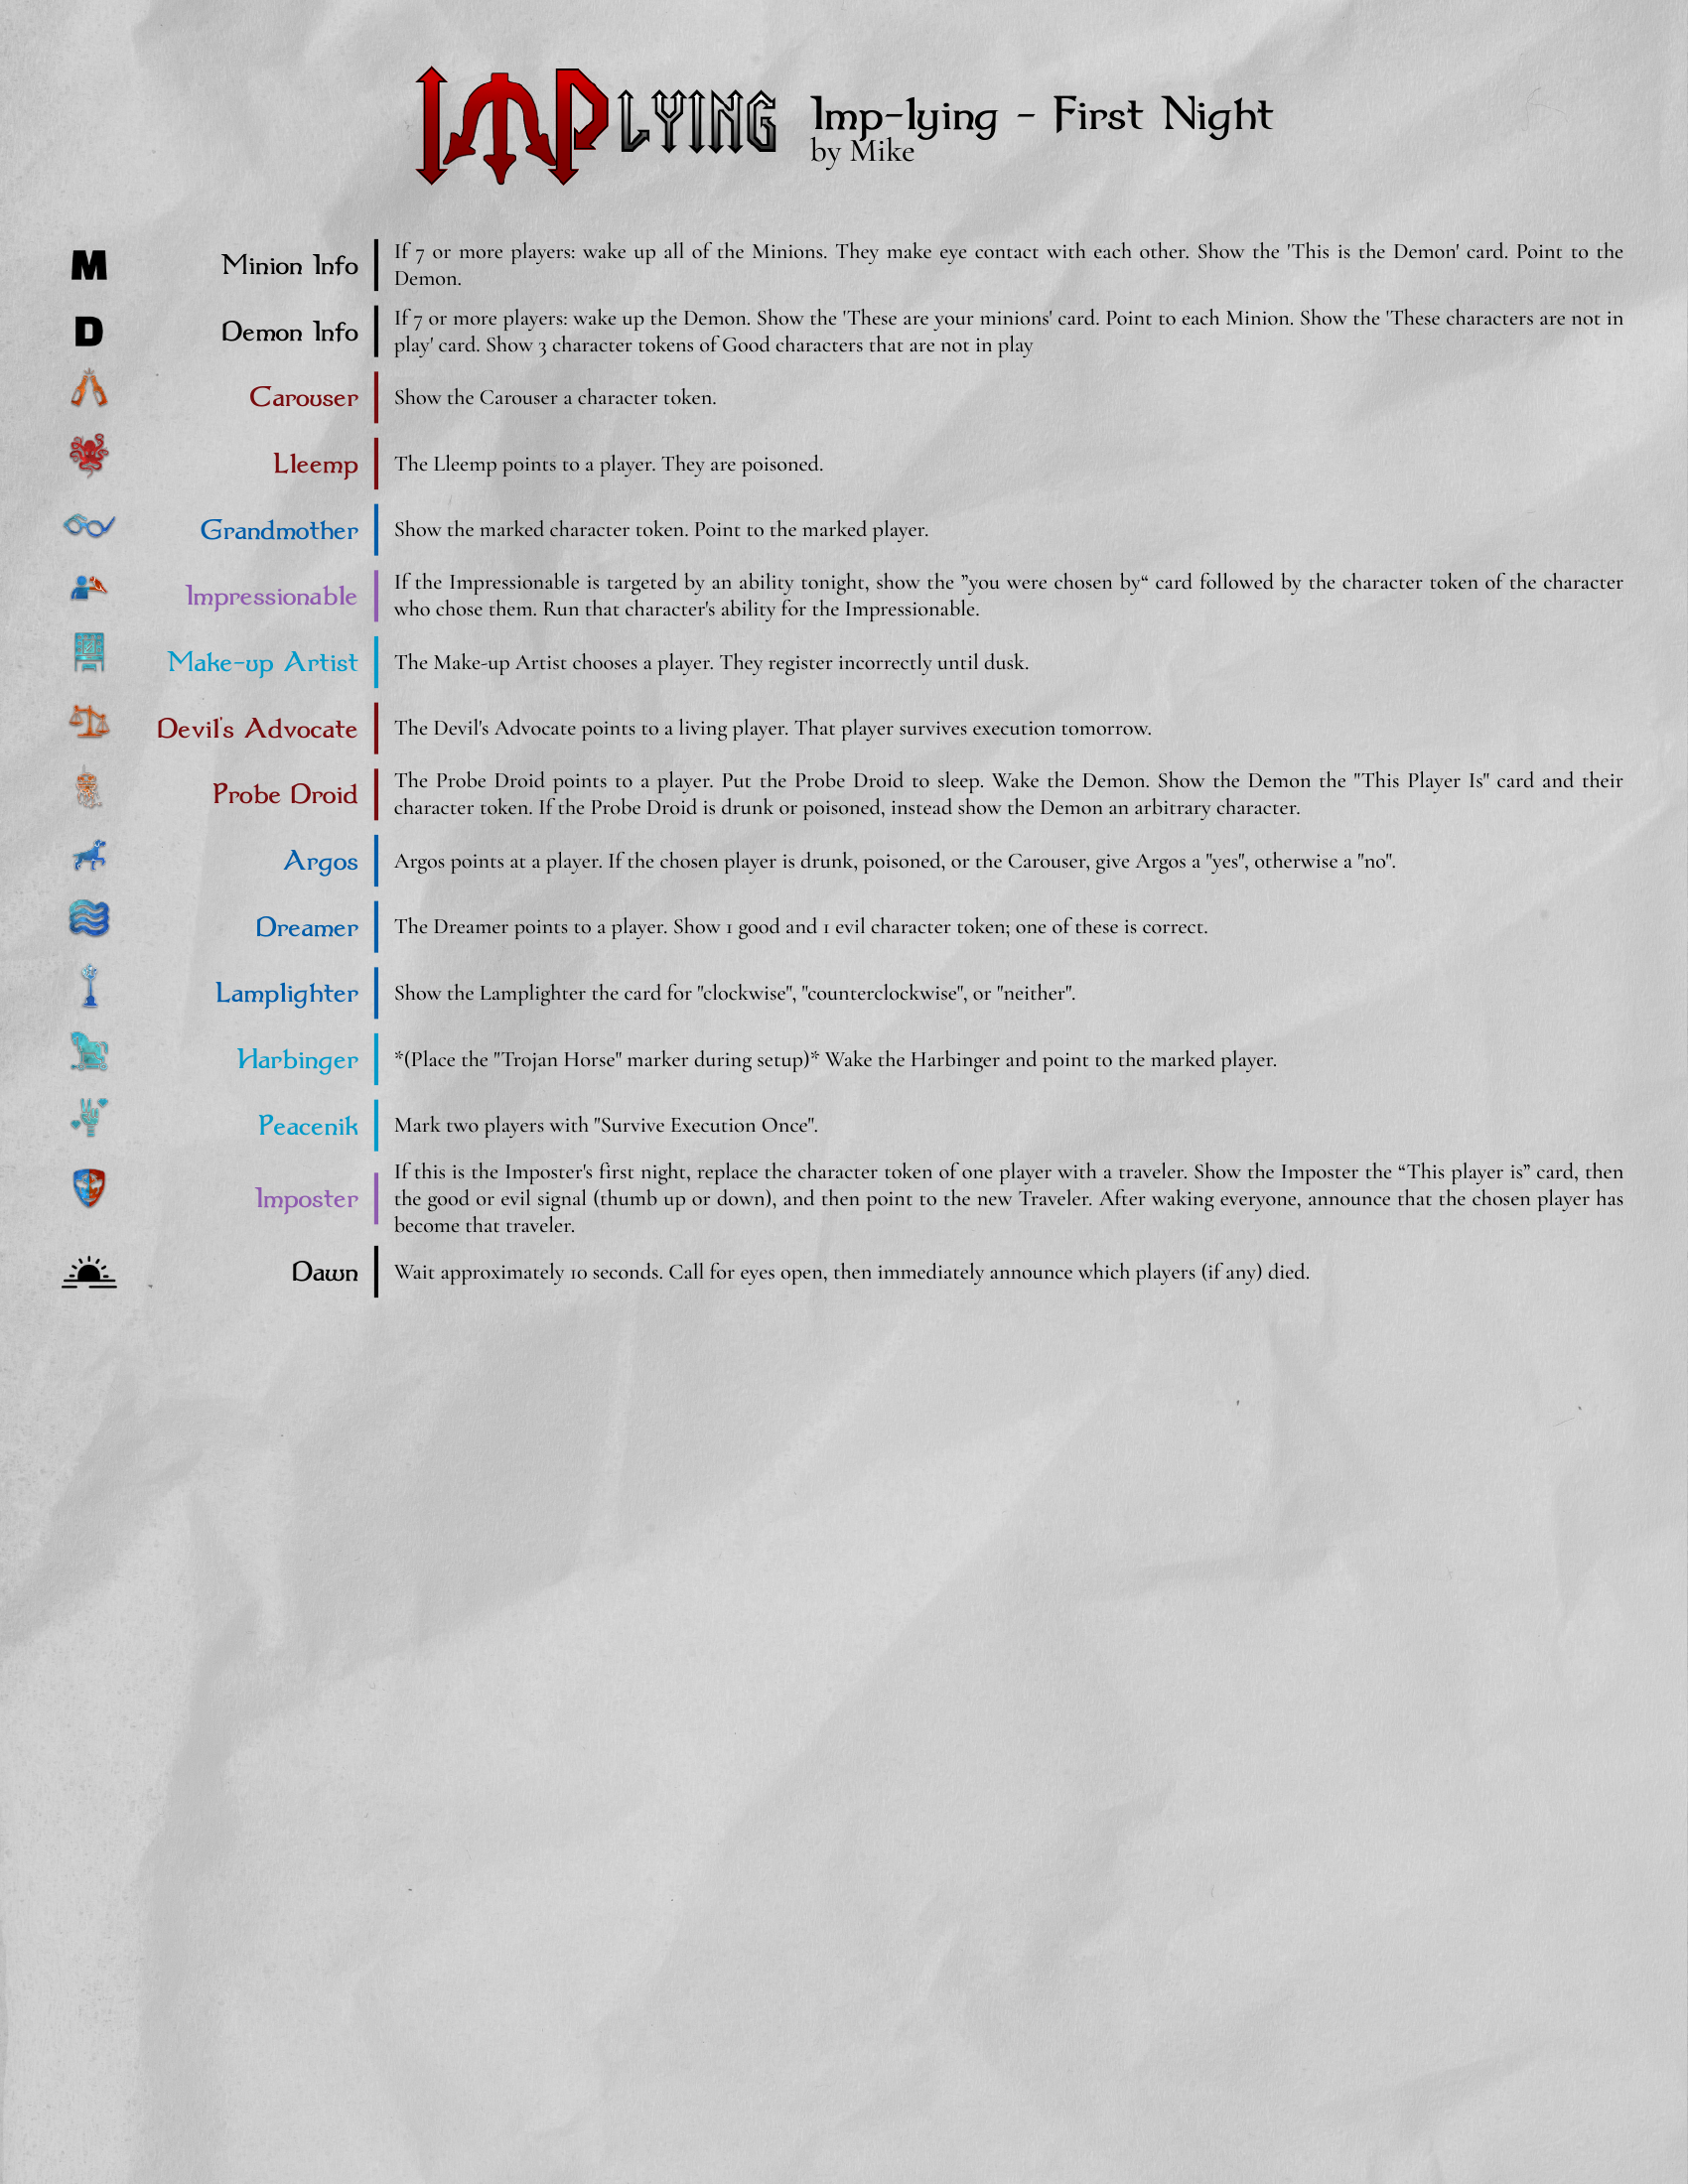 IMPLYING
Imp-lying - First Night
by Mike
M
Minion Info
If 7 or more players: wake up all of the Minions. They make eye contact with each other. Show the 'This is the Demon' card. Point to the
Demon.
D
Demon Info
If 7 or more players: wake up the Demon. Show the 'These are your minions' card. Point to each Minion. Show the 'These characters are not in
play' card. Show 3 character tokens of Good characters that are not in play
Carouser
Show the Carouser a character token.
Lleemp
The Lleemp points to a player. They are poisoned.
Grandmother
Show the marked character token. Point to the marked player.
Impressionable
If the Impressionable is targeted by an ability tonight, show the ”you were chosen by“ card followed by the character token of the character
who chose them. Run that character's ability for the Impressionable.
Make-up Artist
The Make-up Artist chooses a player. They register incorrectly until dusk.
Devil's Advocate
The Devil's Advocate points to a living player. That player survives execution tomorrow.
Probe Droid
The Probe Droid points to a player. Put the Probe Droid to sleep. Wake the Demon. Show the Demon the "This Player Is" card and their
character token. If the Probe Droid is drunk or poisoned, instead show the Demon an arbitrary character.
Argos
Argos points at a player. If the chosen player is drunk, poisoned, or the Carouser, give Argos a "yes", otherwise a "no".
Dreamer
The Dreamer points to a player. Show 1 good and 1 evil character token; one of these is correct.
Lamplighter
Show the Lamplighter the card for "clockwise", "counterclockwise", or "neither".
Harbinger
*(Place the "Trojan Horse" marker during setup)* Wake the Harbinger and point to the marked player.
Peacenik
Mark two players with "Survive Execution Once".
Imposter
If this is the Imposter's first night, replace the character token of one player with a traveler. Show the Imposter the “This player is” card, then
the good or evil signal (thumb up or down), and then point to the new Traveler. After waking everyone, announce that the chosen player has
become that traveler.
Dawn
Wait approximately 10 seconds. Call for eyes open, then immediately announce which players (if any) died.